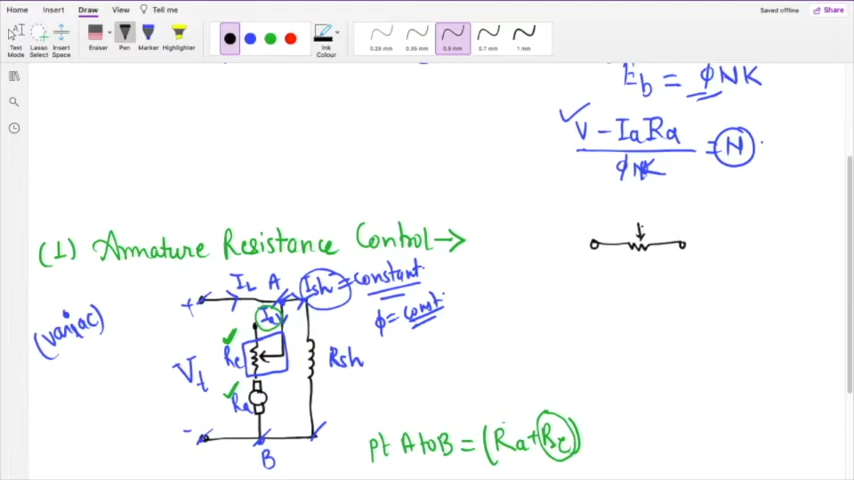 Home Insert Draw View Tell me Saved offline Share
Text Mode Lasso Select Insert Space Eraser Pen Marker Highlighter Ink Colour 0.25 mm 0.35 mm 0.5 mm 0.7 mm 1 mm
Eb = φNK
V - IaRa
= N
φNK
(1) Armature Resistance Control →
IL A Ish = constant
φ = const.
(variac)
+
Ia
Re
Rsh
Vt
Ra
-
B
pt A to B = (Ra + Re)